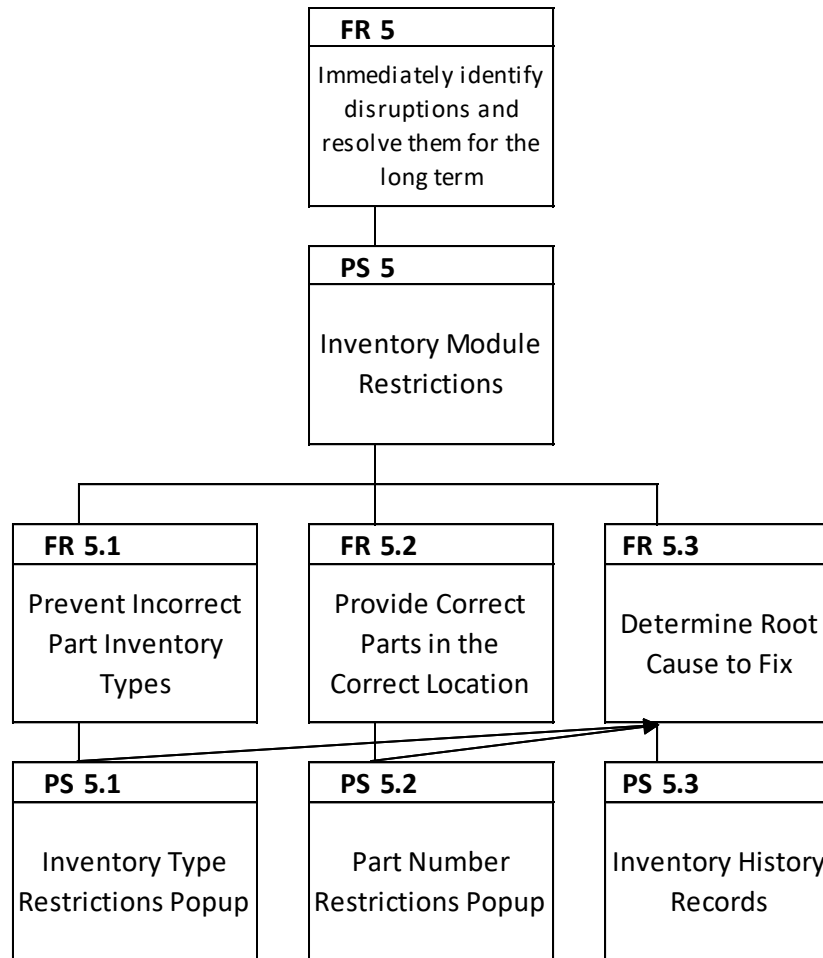 FR 5
Immediately identify
disruptions and
resolve them for the
long term
PS 5
Inventory Module
Restrictions
FR 5.1
Prevent Incorrect
Part Inventory
Types
FR 5.2
Provide Correct
Parts in the
Correct Location
FR 5.3
Determine Root
Cause to Fix
PS 5.1
Inventory Type
Restrictions Popup
PS 5.2
Part Number
Restrictions Popup
PS 5.3
Inventory History
Records